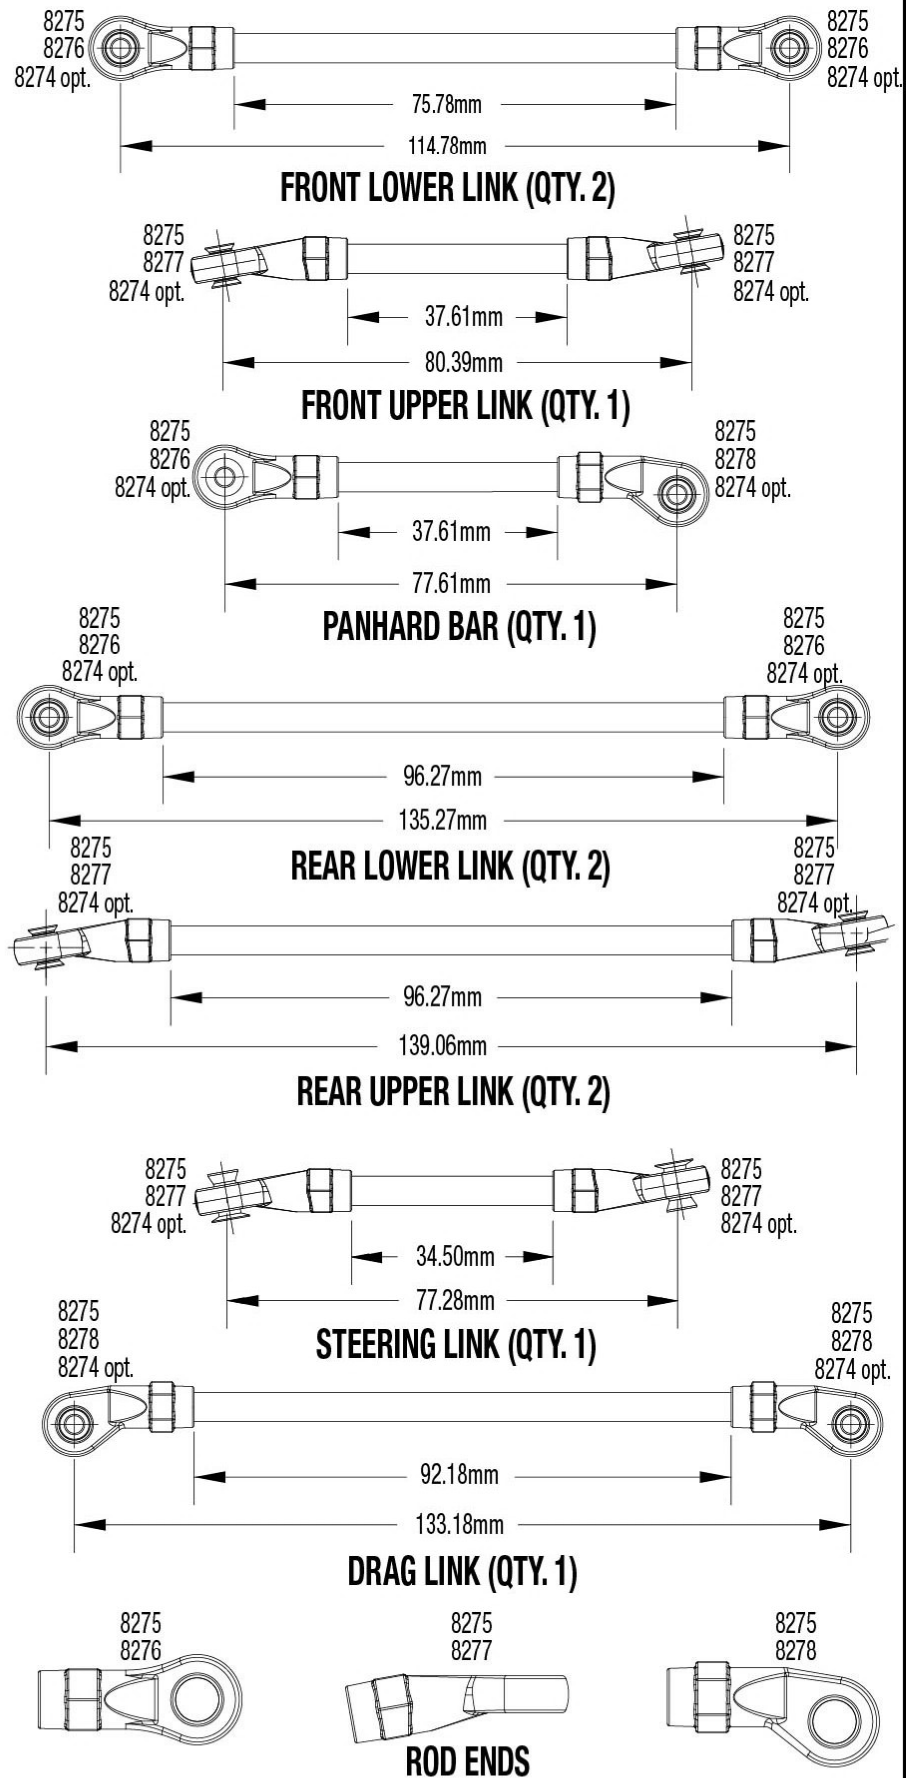 8275
8276
8274 opt.
8275
8276
8274 opt.
75.78mm
114.78mm
FRONT LOWER LINK (QTY. 2)
8275
8277
8274 opt.
8275
8277
8274 opt.
37.61mm
80.39mm
FRONT UPPER LINK (QTY. 1)
8275
8276
8274 opt.
8275
8278
8274 opt.
37.61mm
77.61mm
PANHARD BAR (QTY. 1)
8275
8276
8274 opt.
8275
8276
8274 opt.
96.27mm
135.27mm
REAR LOWER LINK (QTY. 2)
8275
8277
8274 opt.
8275
8277
8274 opt.
96.27mm
139.06mm
REAR UPPER LINK (QTY. 2)
8275
8277
8274 opt.
8275
8277
8274 opt.
34.50mm
77.28mm
STEERING LINK (QTY. 1)
8275
8278
8274 opt.
8275
8278
8274 opt.
92.18mm
133.18mm
DRAG LINK (QTY. 1)
8275
8276
8275
8277
8275
8278
ROD ENDS